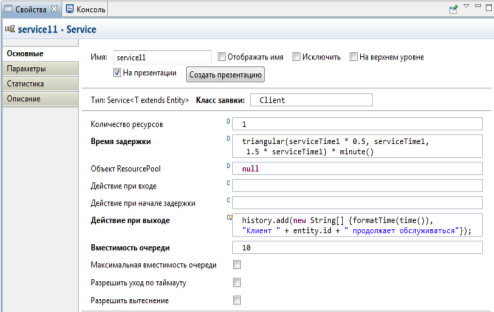 Свойства Консоль
service11 - Service
Основные
Параметры
Статистика
Описание
Имя: service11 Отображать имя Исключить На верхнем уровне
На презентации Создать презентацию
Тип: Service<T extends Entity> Класс заявки: Client
Количество ресурсов D 1
Время задержки D triangular(serviceTime1 * 0.5, serviceTime1,
1.5 * serviceTime1) * minute()
Объект ResourcePool D null
Действие при входе C
Действие при начале задержки C
Действие при выходе history.add(new String[] {formatTime(time()),
"Клиент " + entity.id + " продолжает обслуживаться"});
Вместимость очереди 10
Максимальная вместимость очереди
Разрешить уход по таймауту
Разрешить вытеснение